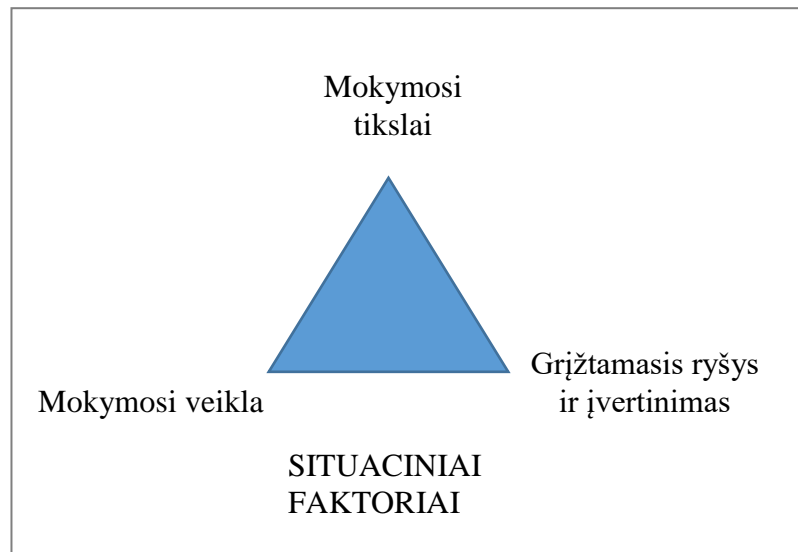 Mokymosi
tikslai
Mokymosi veikla
Grįžtamasis ryšys
ir įvertinimas
SITUACINIAI
FAKTORIAI